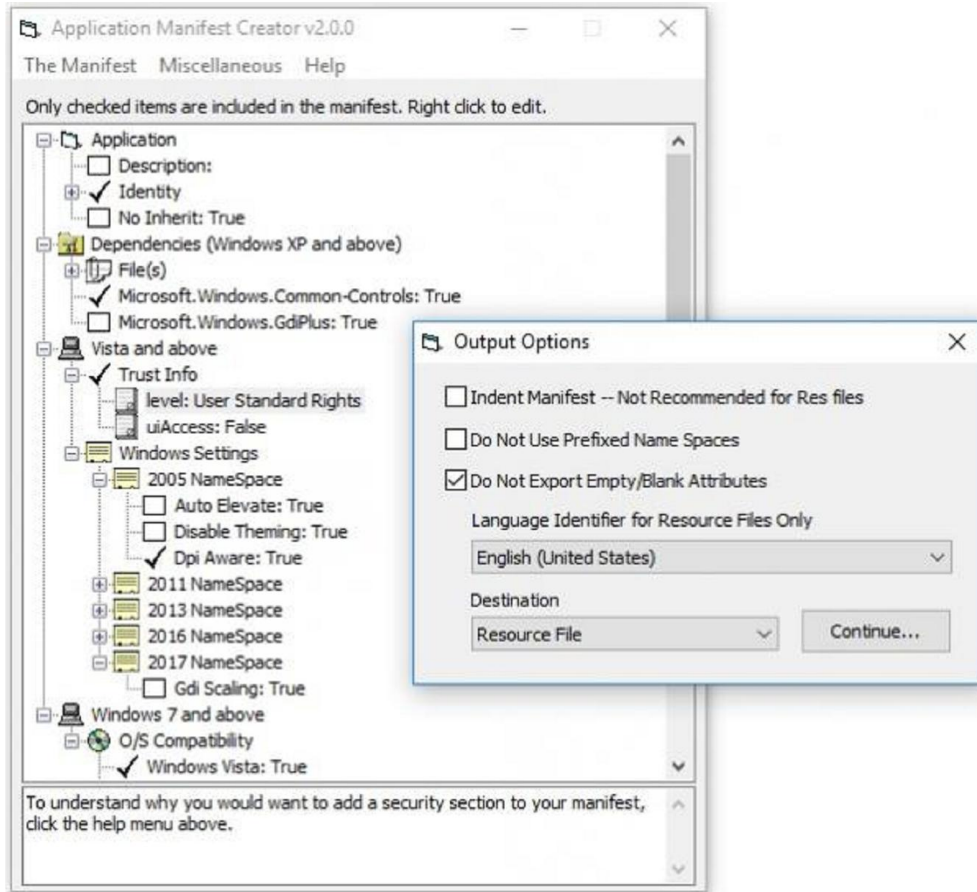 Application Manifest Creator v2.0.0
The Manifest Miscellaneous Help
Only checked items are included in the manifest. Right click to edit.
Application
Description:
Identity
No Inherit: True
Dependencies (Windows XP and above)
File(s)
Microsoft.Windows.Common-Controls: True
Microsoft.Windows.GdiPlus: True
Vista and above
Trust Info
level: User Standard Rights
uiAccess: False
Windows Settings
2005 NameSpace
Auto Elevate: True
Disable Theming: True
Dpi Aware: True
2011 NameSpace
2013 NameSpace
2016 NameSpace
2017 NameSpace
Gdi Scaling: True
Windows 7 and above
O/S Compatibility
Windows Vista: True
To understand why you would want to add a security section to your manifest,
click the help menu above.
Output Options
Indent Manifest -- Not Recommended for Res files
Do Not Use Prefixed Name Spaces
Do Not Export Empty/Blank Attributes
Language Identifier for Resource Files Only
English (United States)
Destination
Resource File
Continue...